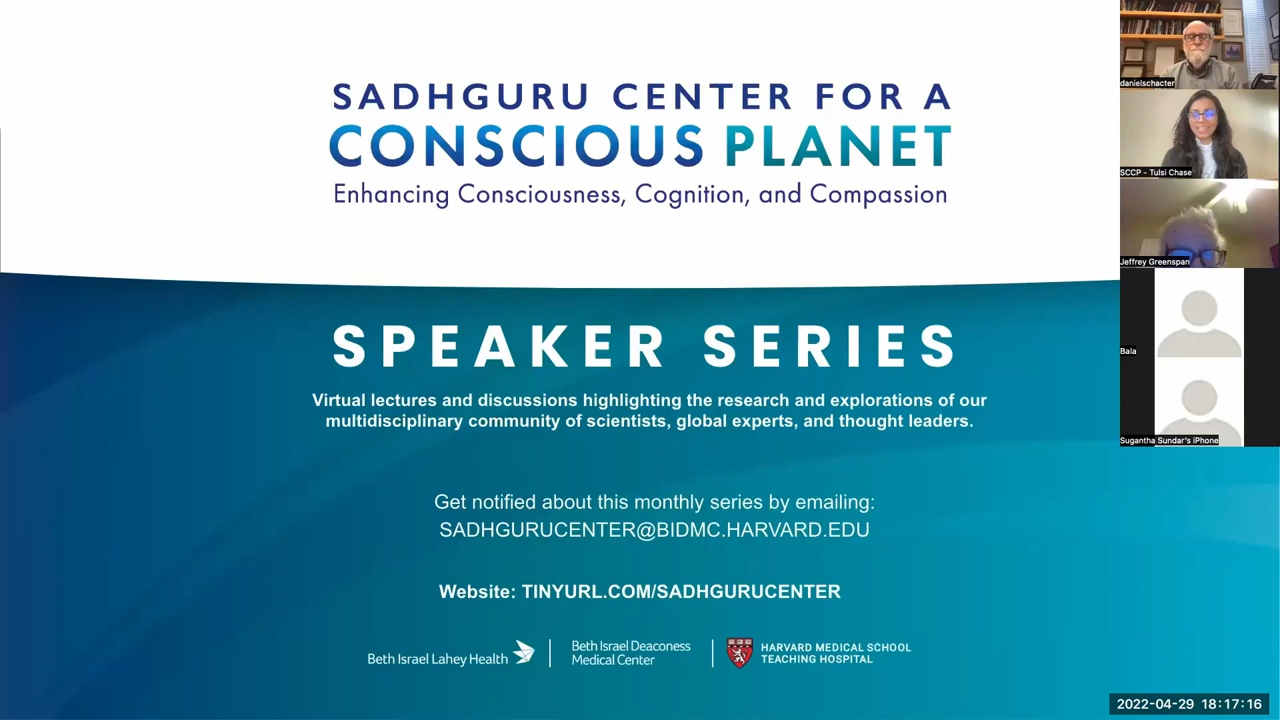 SADHGURU CENTER FOR A
CONSCIOUS PLANET
Enhancing Consciousness, Cognition, and Compassion
SPEAKER SERIES
Virtual lectures and discussions highlighting the research and explorations of our
multidisciplinary community of scientists, global experts, and thought leaders.
Get notified about this monthly series by emailing:
SADHGURUCENTER@BIDMC.HARVARD.EDU
Website: TINYURL.COM/SADHGURUCENTER
Beth Israel Lahey Health
Beth Israel Deaconess
Medical Center
HARVARD MEDICAL SCHOOL
TEACHING HOSPITAL
danielschacter
SCCP - Tulsi Chase
Jeffrey Greenspan
Bala
Sugantha Sundar's iPhone
2022-04-29 18:17:16